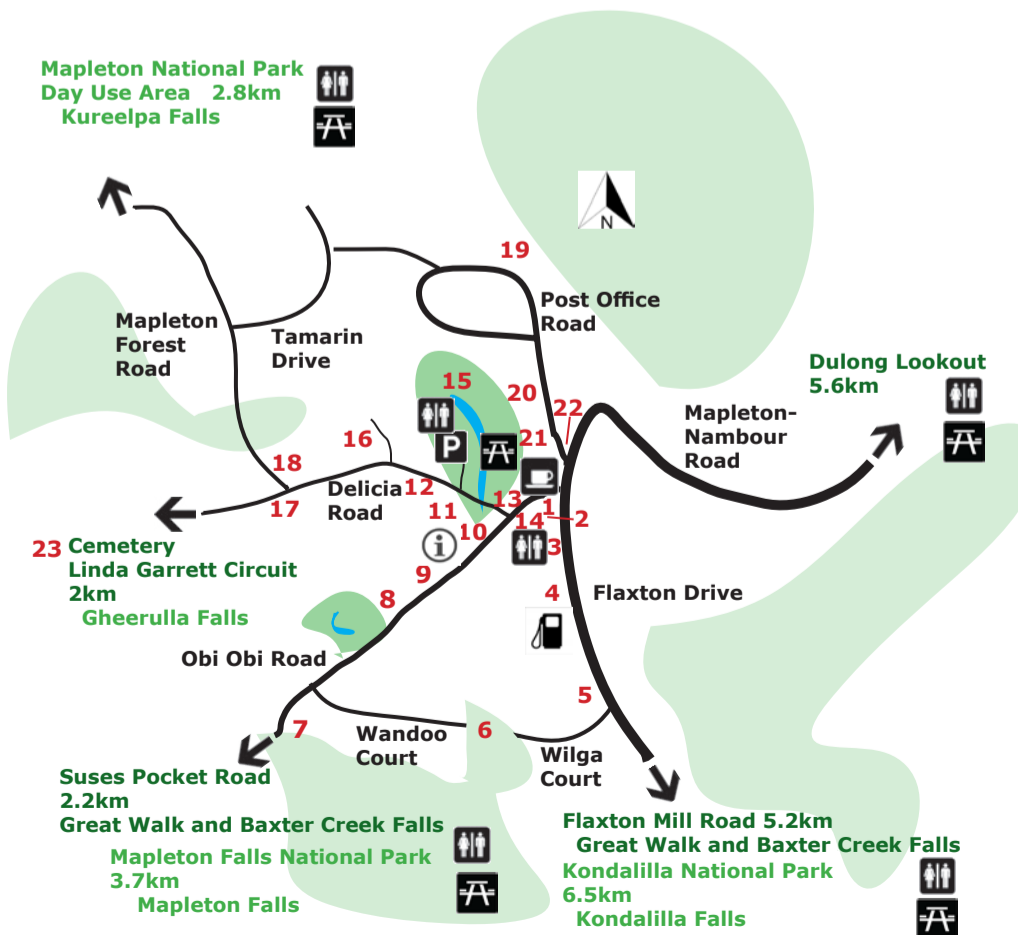 Mapleton National Park
Day Use Area 2.8km
Kureelpa Falls
N
19
Post Office
Road
Mapleton
Forest
Road
Tamarin
Drive
Dulong Lookout
5.6km
15
20
22
Mapleton-
Nambour
Road
16
21
P
18
12
Delicia
Road
17
13
1
2
11
14
10
3
i
23 Cemetery
Linda Garrett Circuit
2km
Gheerulla Falls
9
4
Flaxton Drive
8
Obi Obi Road
5
7
6
Wandoo
Court
Wilga
Court
Suses Pocket Road
2.2km
Great Walk and Baxter Creek Falls
Mapleton Falls National Park
3.7km
Mapleton Falls
Flaxton Mill Road 5.2km
Great Walk and Baxter Creek Falls
Kondalilla National Park
6.5km
Kondalilla Falls